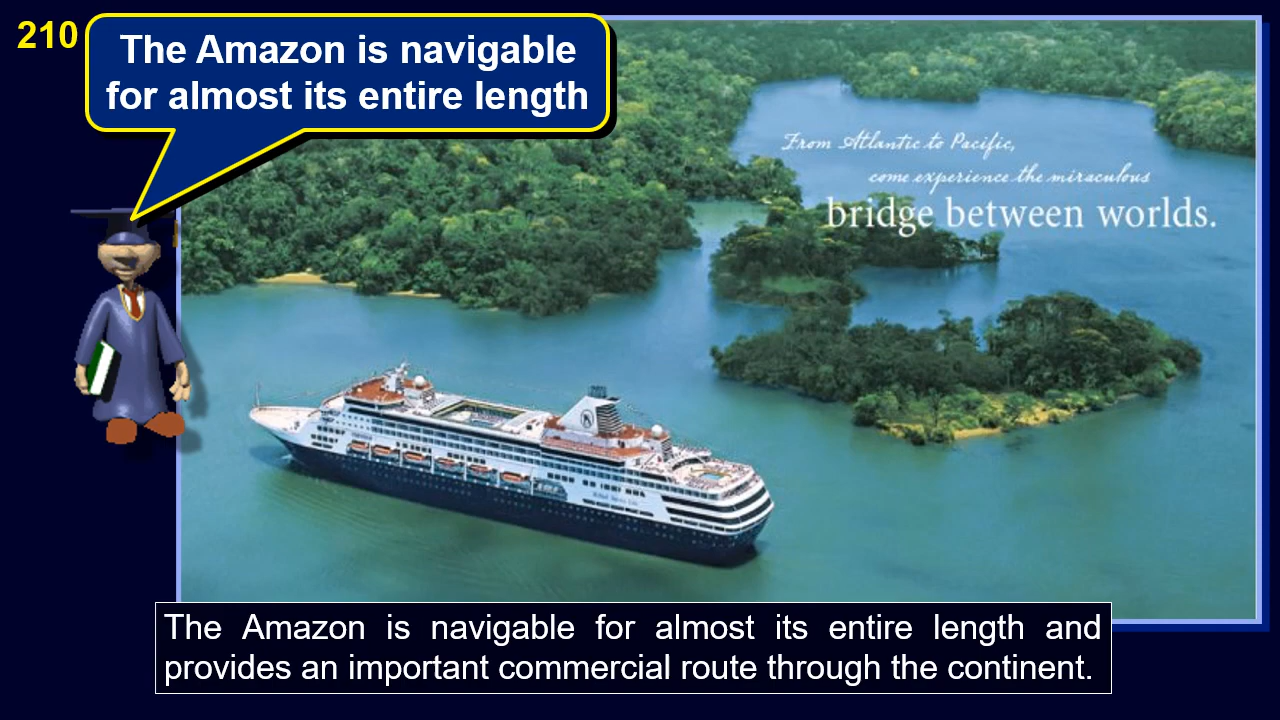 210
The Amazon is navigable
for almost its entire length
From Atlantic to Pacific,
come experience the miraculous
bridge between worlds.
The Amazon is navigable for almost its entire length and
provides an important commercial route through the continent.